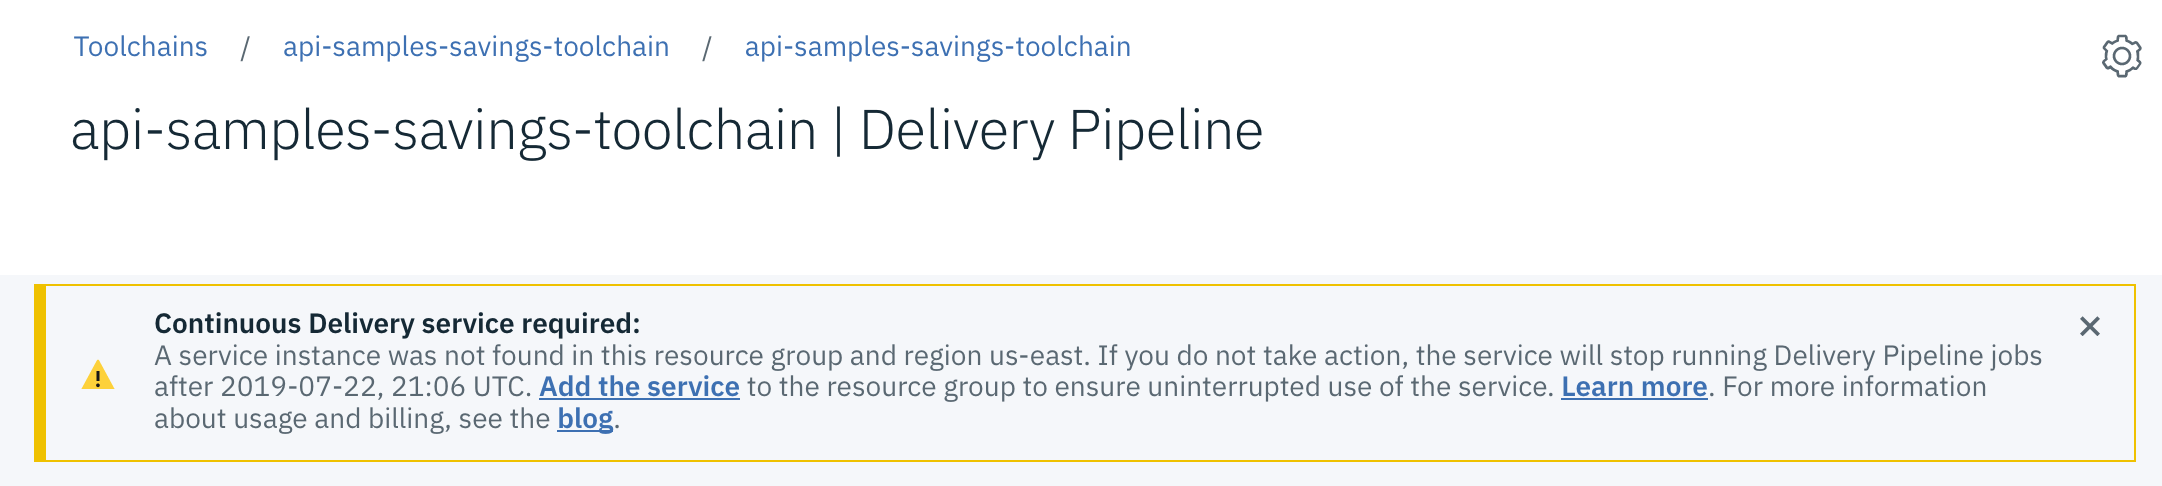 Toolchains / api-samples-savings-toolchain / api-samples-savings-toolchain
api-samples-savings-toolchain | Delivery Pipeline
Continuous Delivery service required:
A service instance was not found in this resource group and region us-east. If you do not take action, the service will stop running Delivery Pipeline jobs
after 2019-07-22, 21:06 UTC. Add the service to the resource group to ensure uninterrupted use of the service. Learn more. For more information
about usage and billing, see the blog.